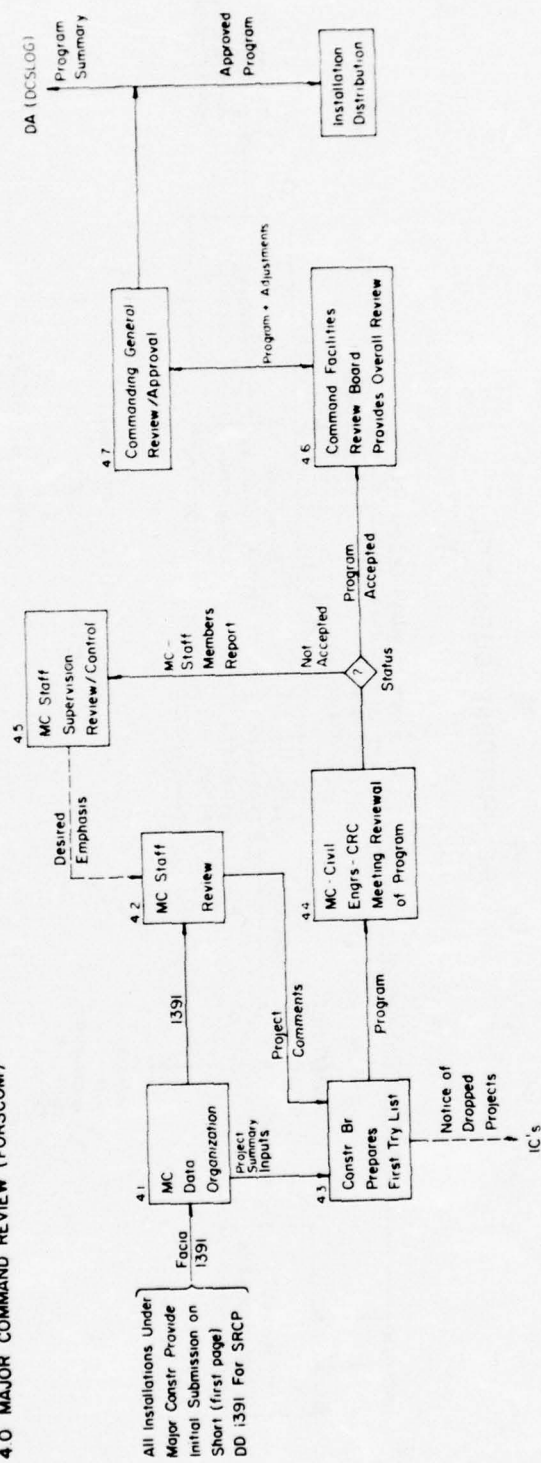 4.0 MAJOR COMMAND REVIEW (FORSCOM)
All Installations Under
Major Constr Provide
Initial Submission on
Short (first page)
DD 1391 For SRCP
Facia
1391
4.1
MC
Data
Organization
1391
Project
Summary
Inputs
4.2
MC Staff
Review
Desired
Emphasis
4.5
MC Staff
Supervision
Review/Control
Project
Comments
4.3
Constr Br
Prepares
First Try List
Notice of
Dropped
Projects
IC's
Program
4.4
MC-Civil
Engrs-CRC
Meeting Reviewal
of Program
?
Status
Not
Accepted
MC-
Staff
Members
Report
Program
Accepted
4.6
Command Facilities
Review Board
Provides Overall Review
Program + Adjustments
4.7
Commanding General
Review/Approval
DA (DCSLOG)
Program
Summary
Approved
Program
Installation
Distribution